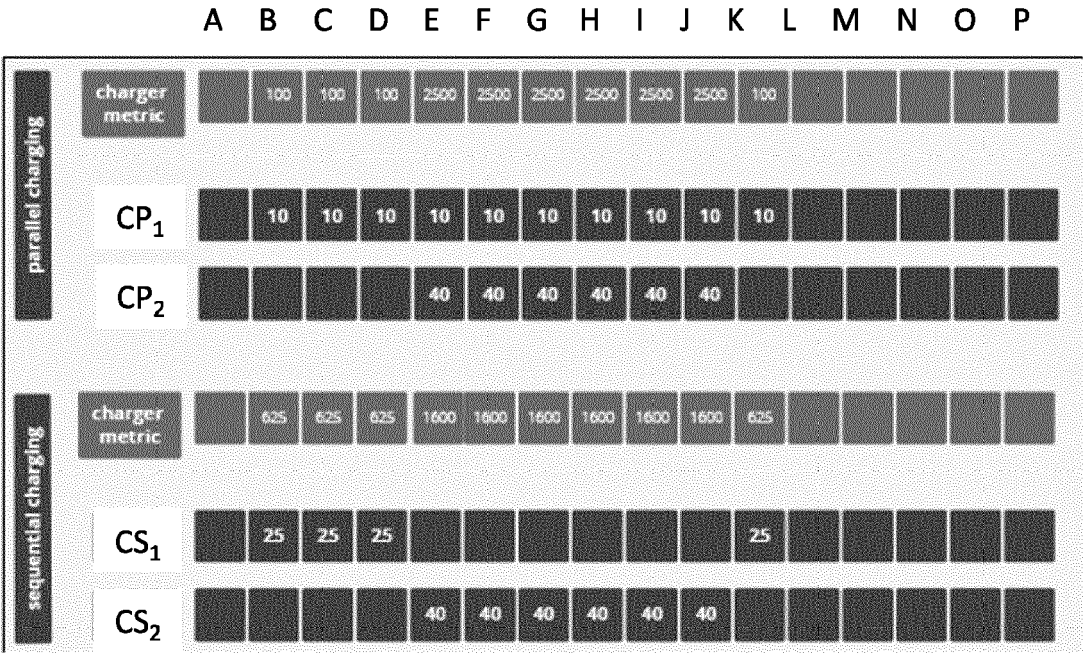 A B C D E F G H I J K L M N O P
parallel charging
charger metric
100 100 100 2500 2500 2500 2500 2500 2500 100
CP1
10 10 10 10 10 10 10 10 10 10
CP2
40 40 40 40 40 40
sequential charging
charger metric
625 625 625 1600 1600 1600 1600 1600 1600 625
CS1
25 25 25 25
CS2
40 40 40 40 40 40